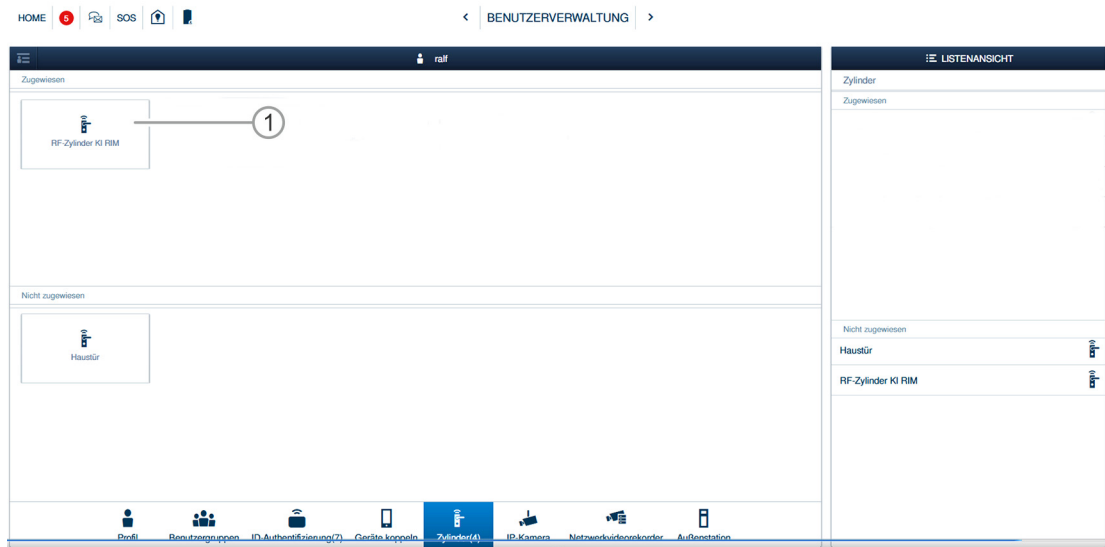 HOME 5 SOS < BENUTZERVERWALTUNG >
ralf
Zugewiesen
RF-Zylinder KI RIM
1
Nicht zugewiesen
Haustür
LISTENANSICHT
Zylinder
Zugewiesen
Nicht zugewiesen
Haustür
RF-Zylinder KI RIM
Profil Benutzergruppen ID-Authentifizierung(7) Geräte koppeln Zylinder(4) IP-Kamera Netzwerkvideorekorder Außenstation